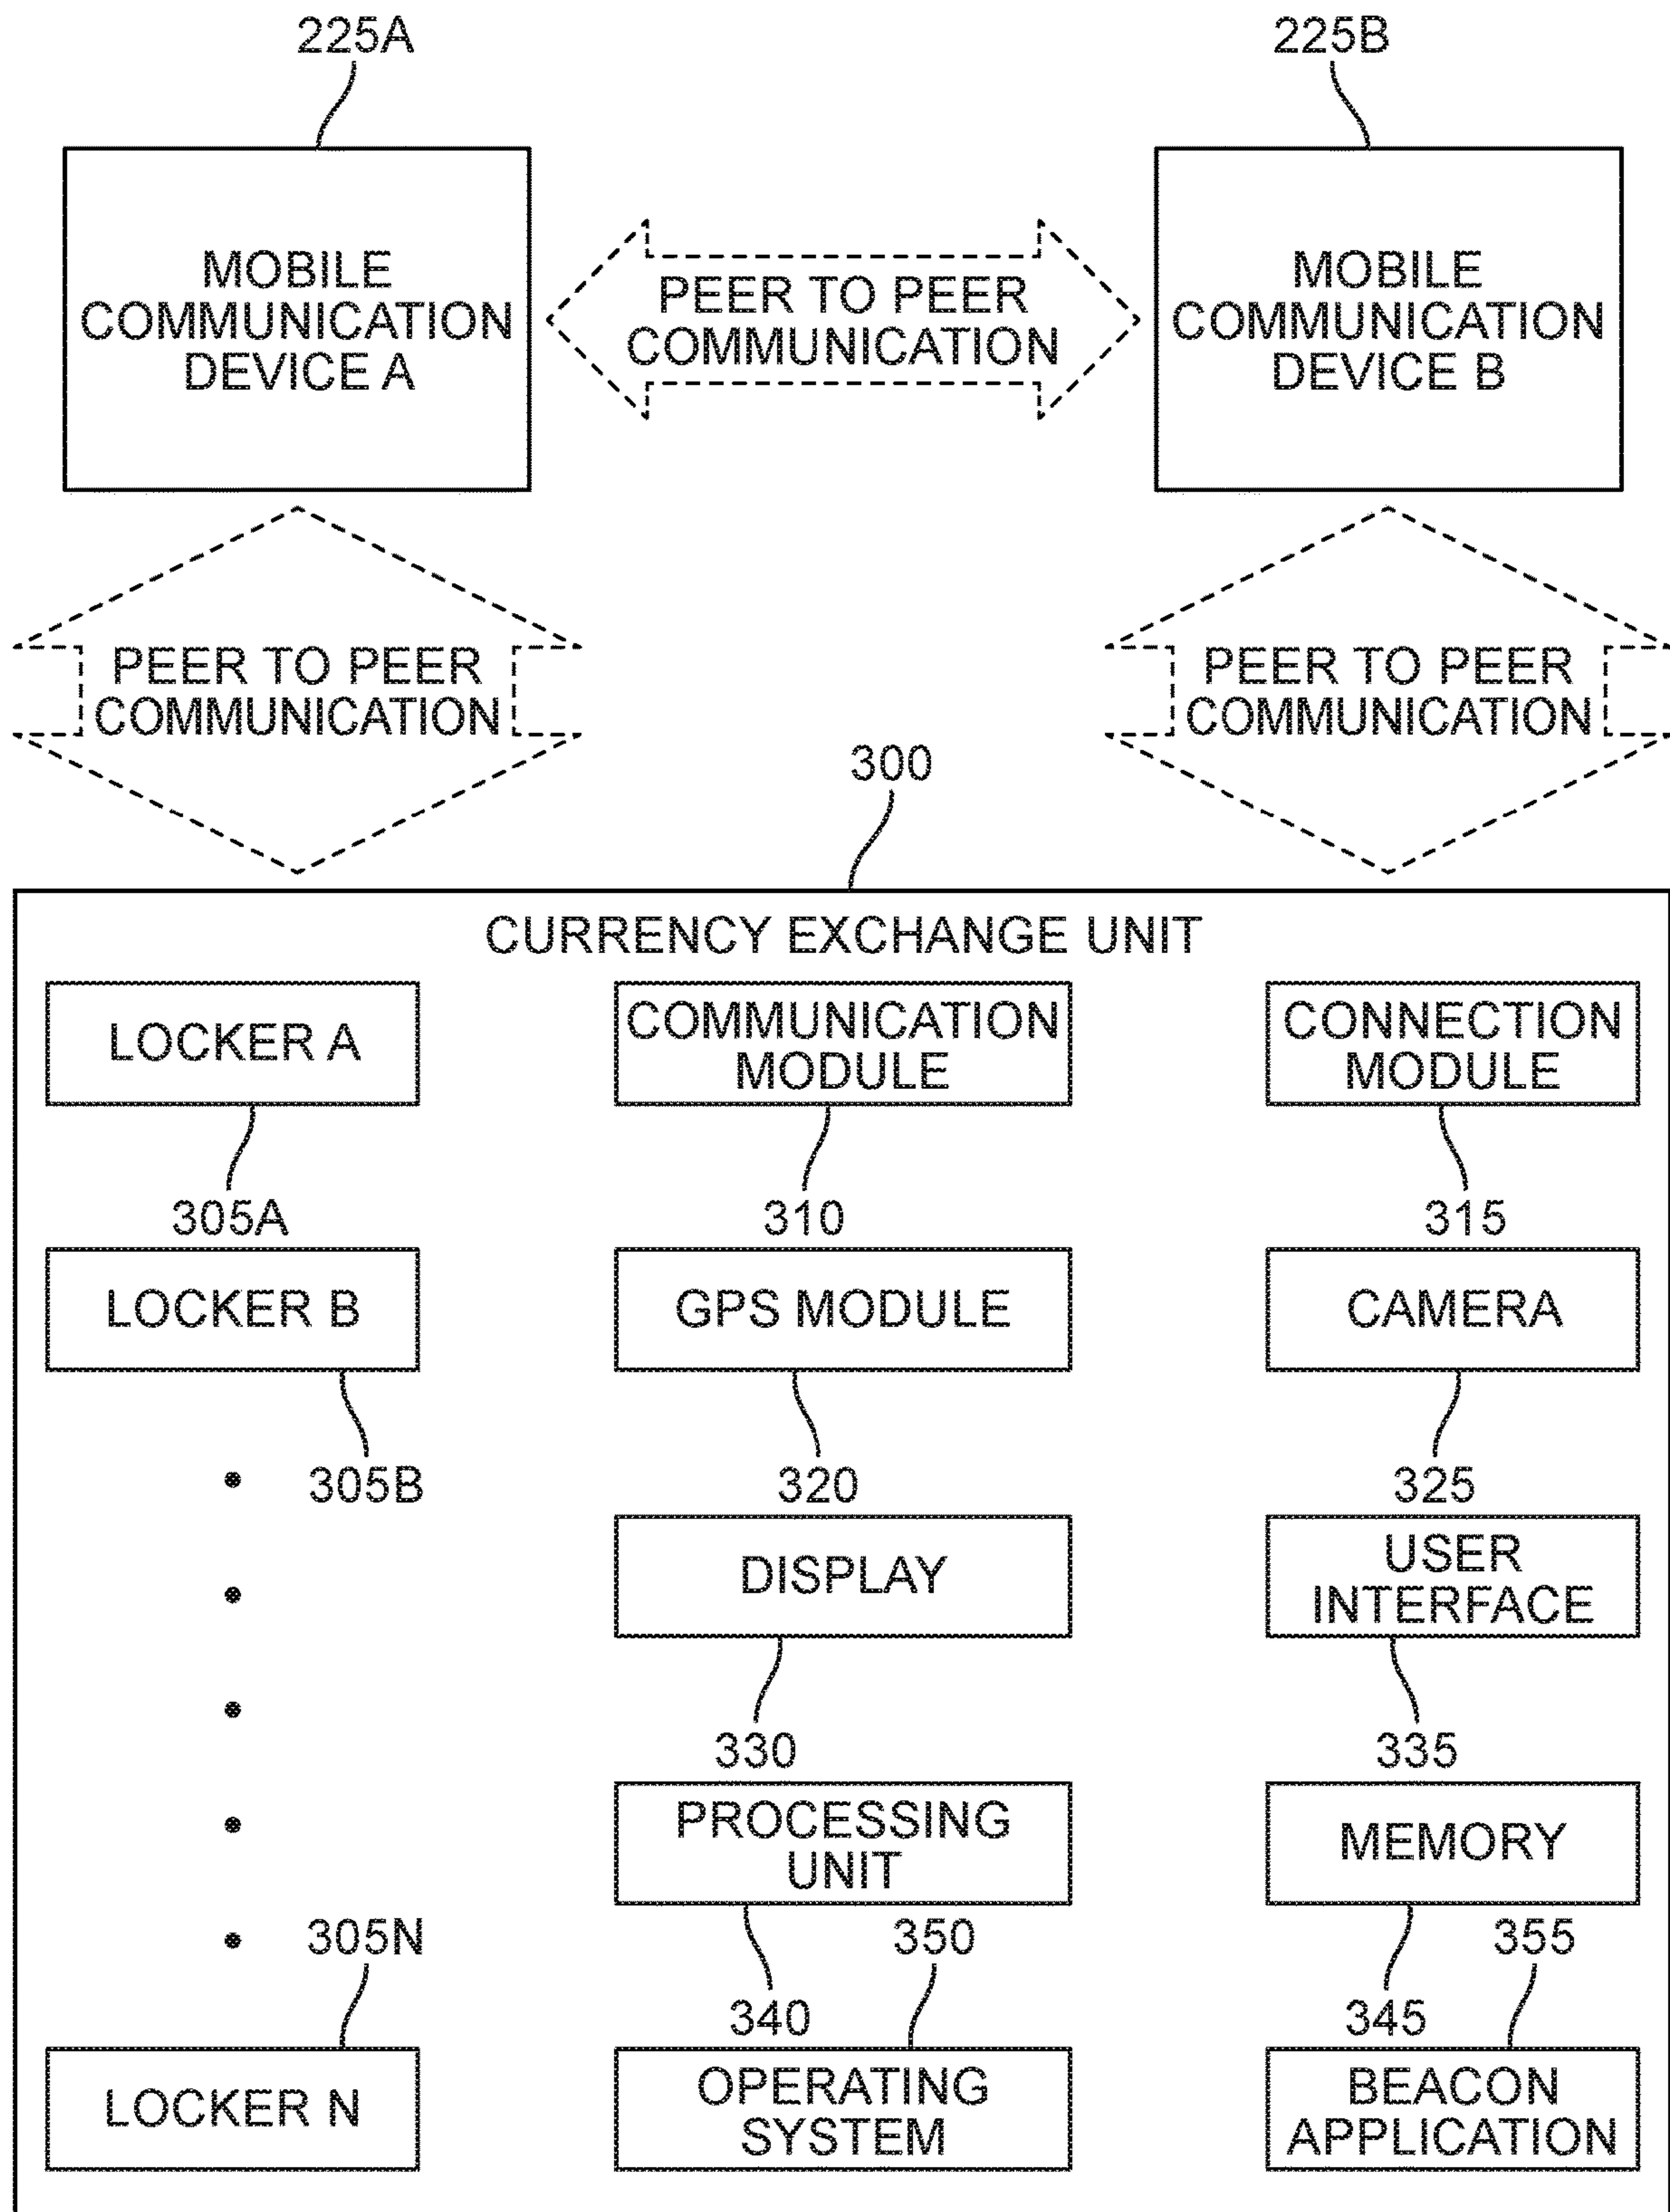 225A
225B
MOBILE
COMMUNICATION
DEVICE A
PEER TO PEER
COMMUNICATION
MOBILE
COMMUNICATION
DEVICE B
PEER TO PEER
COMMUNICATION
PEER TO PEER
COMMUNICATION
300
CURRENCY EXCHANGE UNIT
LOCKER A
COMMUNICATION
MODULE
CONNECTION
MODULE
305A
310
315
LOCKER B
GPS MODULE
CAMERA
305B
320
325
DISPLAY
USER
INTERFACE
330
335
PROCESSING
UNIT
MEMORY
305N
350
355
340
345
LOCKER N
OPERATING
SYSTEM
BEACON
APPLICATION